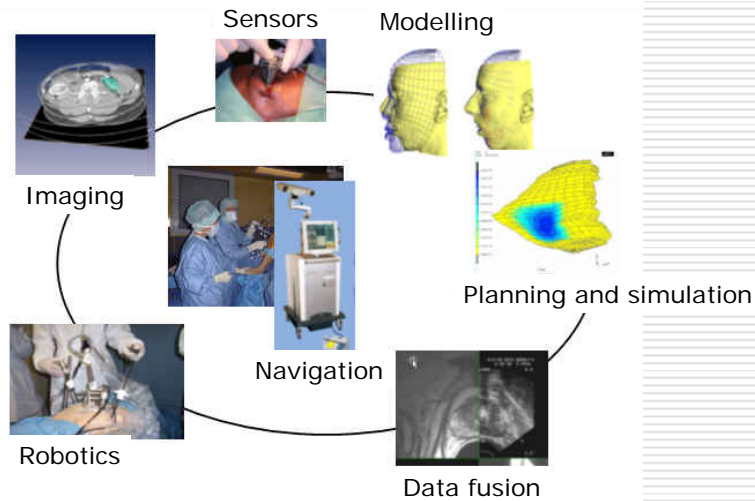 Sensors
Modelling
Imaging
Planning and simulation
Navigation
Robotics
Data fusion